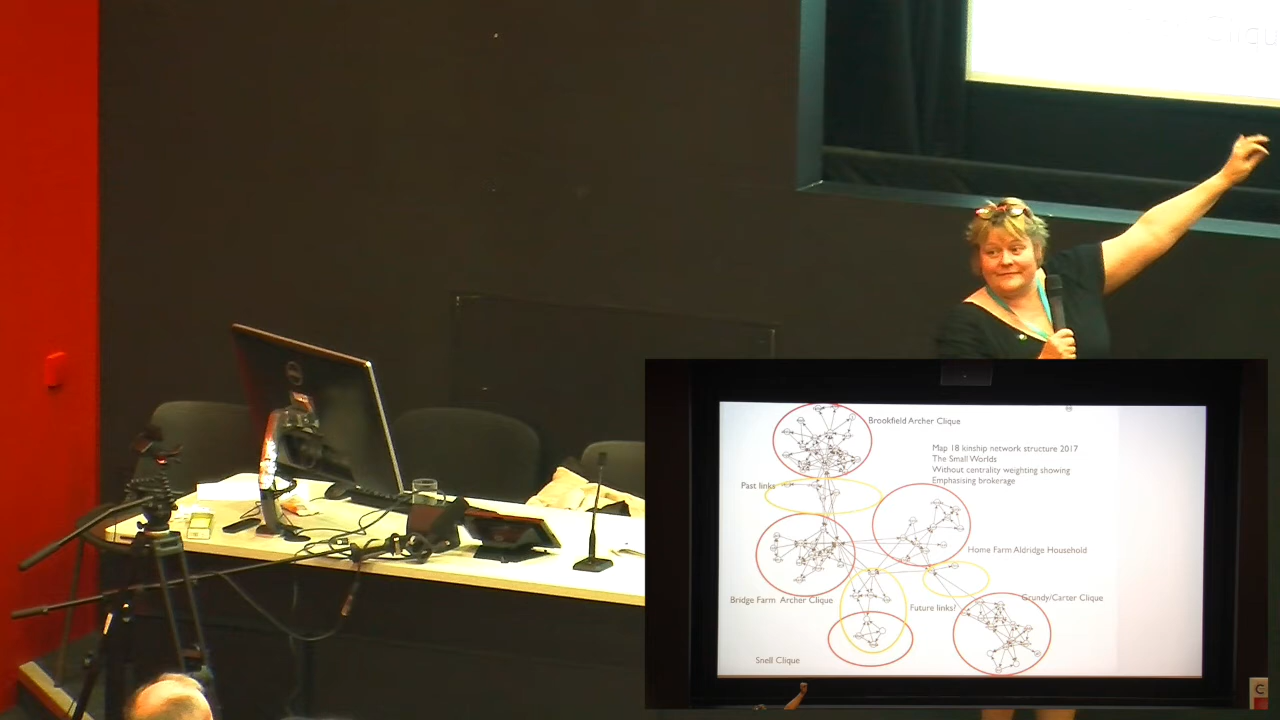 Cliqu
Brookfield Archer Clique
Map 18 kinship network structure 2017
The Small Worlds
Without centrality weighting showing
Emphasising brokerage
Past links
Home Farm Aldridge Household
Bridge Farm Archer Clique
Future links?
Grundy/Carter Clique
Snell Clique
C